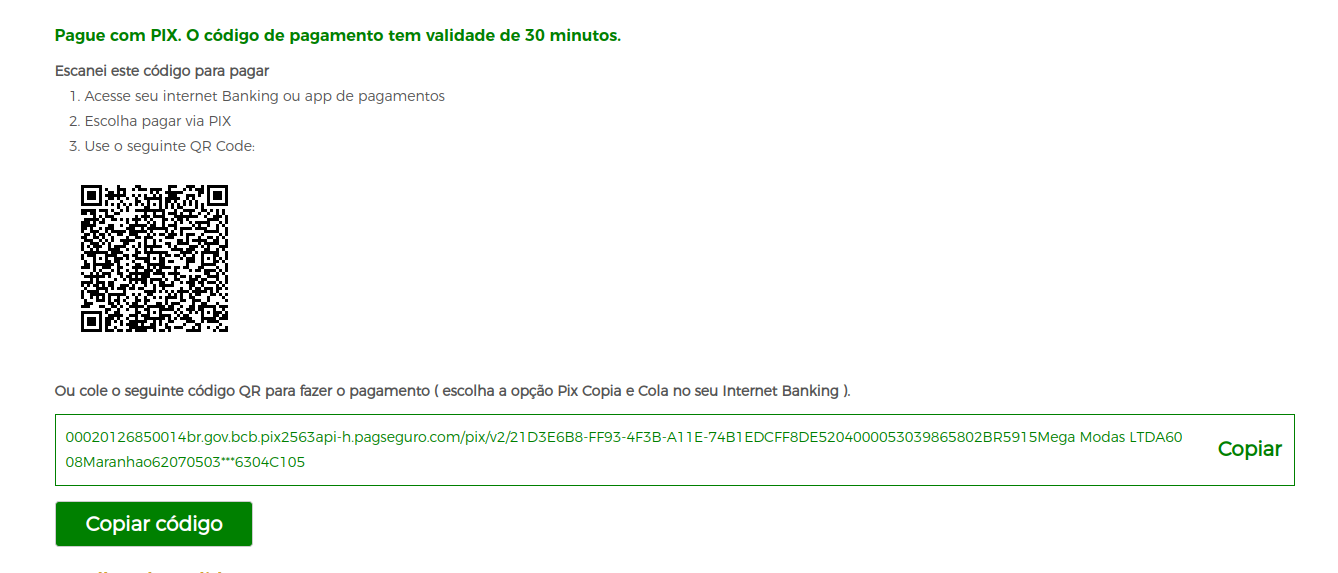 Pague com PIX. O código de pagamento tem validade de 30 minutos.
Escanei este código para pagar
1. Acesse seu internet Banking ou app de pagamentos
2. Escolha pagar via PIX
3. Use o seguinte QR Code:
Ou cole o seguinte código QR para fazer o pagamento ( escolha a opção Pix Copia e Cola no seu Internet Banking ).
00020126850014br.gov.bcb.pix2563api-h.pagseguro.com/pix/v2/21D3E6B8-FF93-4F3B-A11E-74B1EDCFF8DE5204000053039865802BR5915Mega Modas LTDA60
08Maranhao62070503***6304C105
Copiar
Copiar código